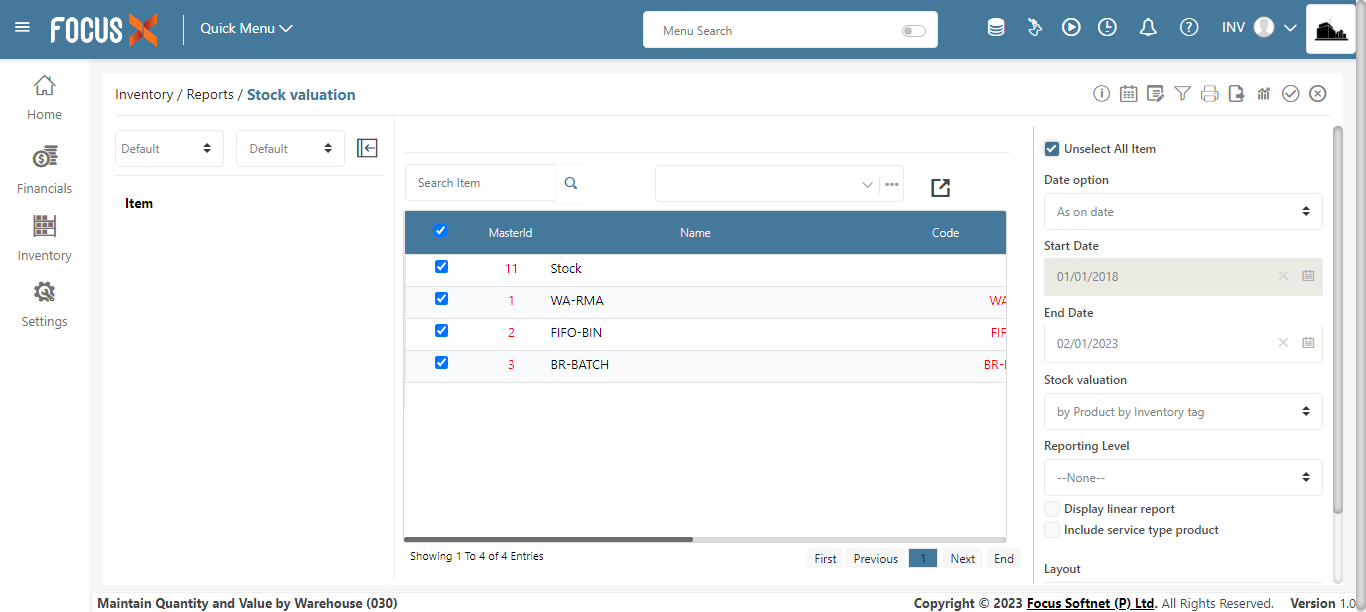 FOCUS X
Quick Menu
Menu Search
INV
Home
Financials
Inventory
Settings
Inventory / Reports / Stock valuation
Default
Default
Item
Search Item
MasterId Name Code
11 Stock
1 WA-RMA WA
2 FIFO-BIN FIF
3 BR-BATCH BR-
Showing 1 To 4 of 4 Entries
First Previous 1 Next End
Unselect All Item
Date option
As on date
Start Date
01/01/2018
End Date
02/01/2023
Stock valuation
by Product by Inventory tag
Reporting Level
--None--
Display linear report
Include service type product
Layout
Maintain Quantity and Value by Warehouse (030)
Copyright © 2023 Focus Softnet (P) Ltd. All Rights Reserved. Version 1.0